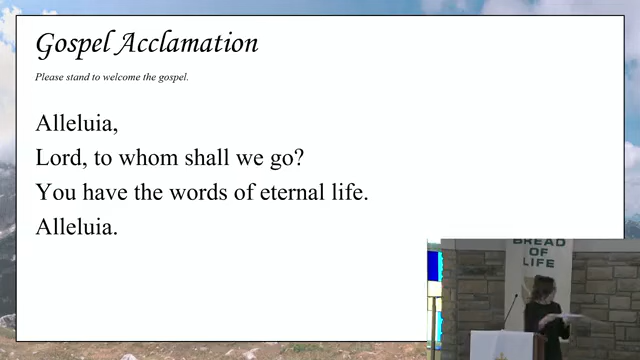 Gospel Acclamation
Please stand to welcome the gospel.
Alleluia,
Lord, to whom shall we go?
You have the words of eternal life.
Alleluia.
BREAD
OF
LIFE